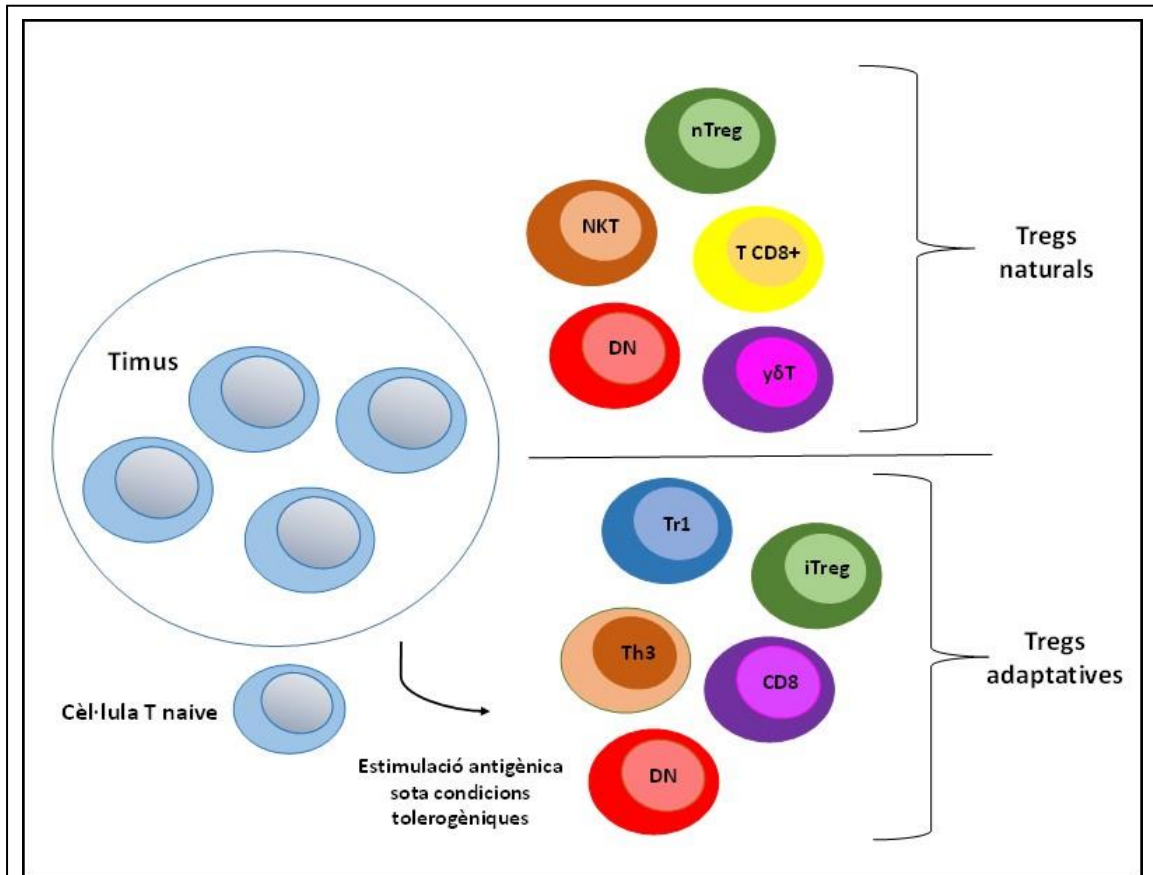 nTreg
NKT
T CD8+
DN
yδT
Tregs
naturals
Timus
Cèl·lula T naive
Estimulació antigènica
sota condicions
tolerogèniques
Tr1
iTreg
Th3
CD8
DN
Tregs
adaptatives